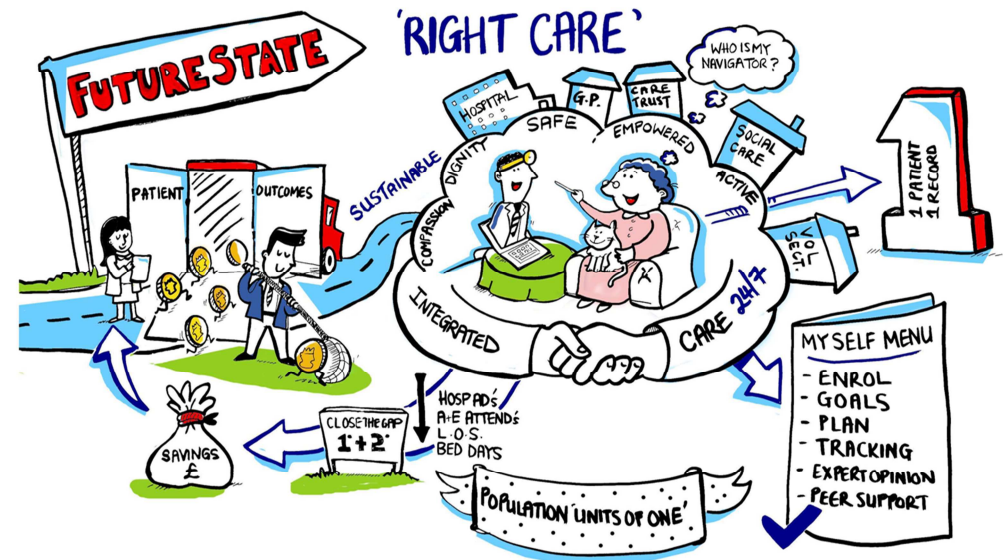 FUTURE STATE
'RIGHT CARE'
WHO IS MY
NAVIGATOR?
HOSPITAL
G.P.
CARE
TRUST
SOCIAL
CARE
VOL
SECT
SUSTAINABLE
COMPASSION
DIGNITY
SAFE
EMPOWERED
ACTIVE
INTEGRATED
CARE 24/7
1 PATIENT
1 RECORD
PATIENT
OUTCOMES
MY SELF MENU
- ENROL
- GOALS
- PLAN
- TRACKING
- EXPERT OPINION
- PEER SUPPORT
HOSP AD's
A+E ATTENDs
L.O.S.
BED DAYS
CLOSE THE GAP
1° + 2°
SAVINGS
£
POPULATION 'UNITS OF ONE'